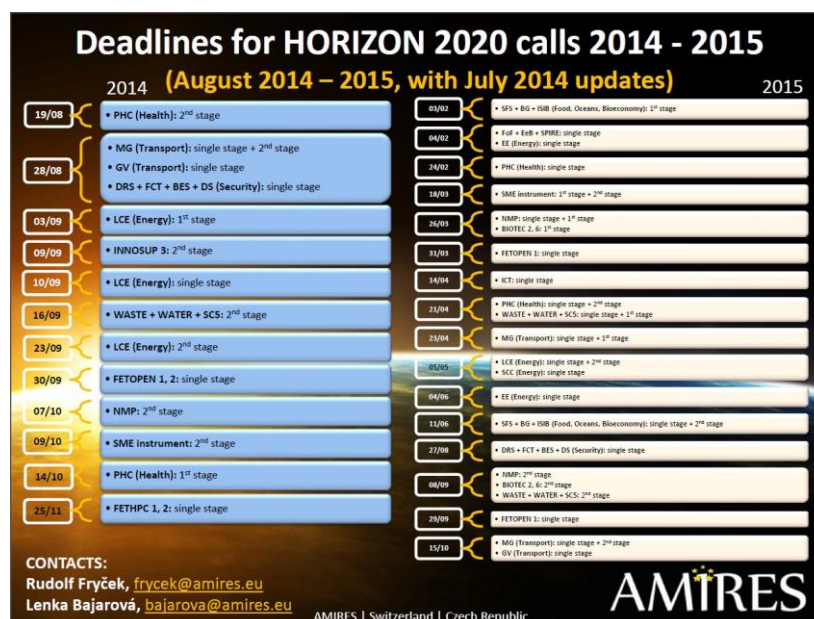 Deadlines for HORIZON 2020 calls 2014 - 2015
(August 2014 – 2015, with July 2014 updates)
2014
19/08
• PHC (Health): 2nd stage
28/08
• MG (Transport): single stage + 2nd stage
• GV (Transport): single stage
• DRS + FCT + BES + DS (Security): single stage
03/09
• LCE (Energy): 1st stage
09/09
• INNOSUP 3: 2nd stage
10/09
• LCE (Energy): single stage
16/09
• WASTE + WATER + SC5: 2nd stage
23/09
• LCE (Energy): 2nd stage
30/09
• FETOPEN 1, 2: single stage
07/10
• NMP: 2nd stage
09/10
• SME instrument: 2nd stage
14/10
• PHC (Health): 1st stage
25/11
• FETHPC 1, 2: single stage
2015
03/02
• SFS + BG + ISIB (Food, Oceans, Bioeconomy): 1st stage
04/02
• FoF + EeB + SPIRE: single stage
• EE (Energy): single stage
24/02
• PHC (Health): single stage
18/03
• SME instrument: 1st stage + 2nd stage
26/03
• NMP: single stage + 1st stage
• BIOTEC 2, 6: 1st stage
31/03
• FETOPEN 1: single stage
14/04
• ICT: single stage
21/04
• PHC (Health): single stage + 2nd stage
• WASTE + WATER + SC5: single stage + 1st stage
23/04
• MG (Transport): single stage + 1st stage
05/05
• LCE (Energy): single stage + 2nd stage
• SCC (Energy): single stage
04/06
• EE (Energy): single stage
11/06
• SFS + BG + ISIB (Food, Oceans, Bioeconomy): single stage + 2nd stage
27/08
• DRS + FCT + BES + DS (Security): single stage
08/09
• NMP: 2nd stage
• BIOTEC 2, 6: 2nd stage
• WASTE + WATER + SC5: 2nd stage
29/09
• FETOPEN 1: single stage
15/10
• MG (Transport): single stage + 2nd stage
• GV (Transport): single stage
CONTACTS:
Rudolf Fryček, frycek@amires.eu
Lenka Bajarová, bajarova@amires.eu
AMIRES | Switzerland | Czech Republic
AMIRES